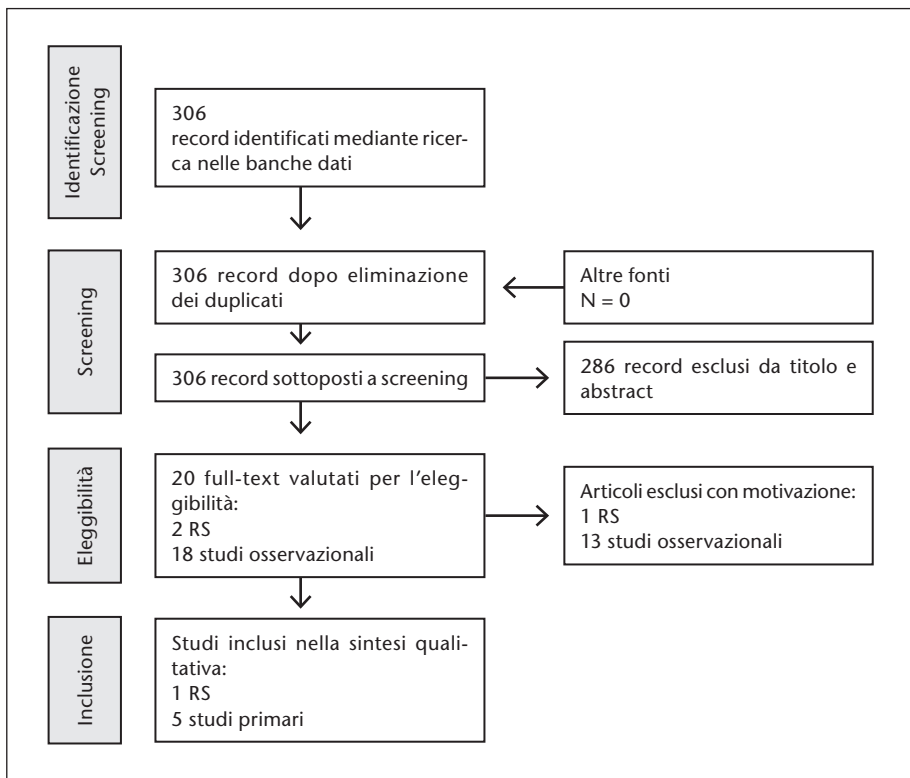 Identificazione
Screening
306
record identificati mediante ricer-
ca nelle banche dati
Screening
306 record dopo eliminazione
dei duplicati
Altre fonti
N = 0
306 record sottoposti a screening
286 record esclusi da titolo e
abstract
Eleggibilità
20 full-text valutati per l'eleg-
gibilità:
2 RS
18 studi osservazionali
Articoli esclusi con motivazione:
1 RS
13 studi osservazionali
Inclusione
Studi inclusi nella sintesi quali-
tativa:
1 RS
5 studi primari